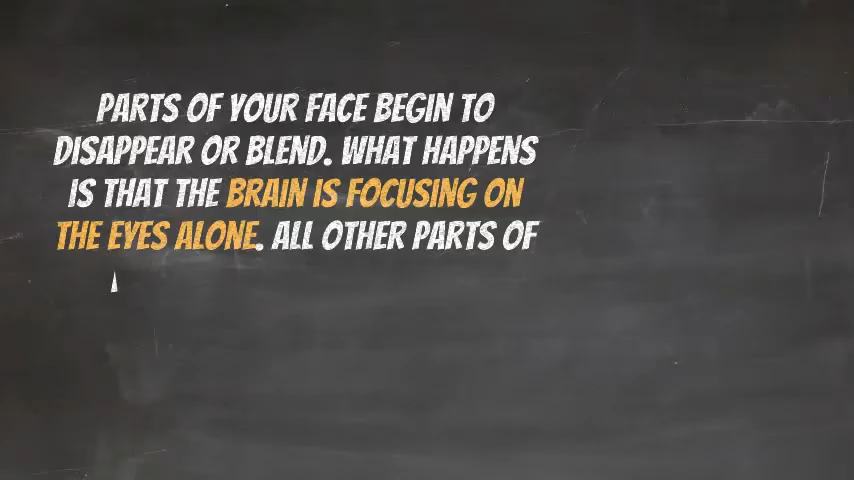 PARTS OF YOUR FACE BEGIN TO
DISAPPEAR OR BLEND. WHAT HAPPENS
IS THAT THE BRAIN IS FOCUSING ON
THE EYES ALONE. ALL OTHER PARTS OF